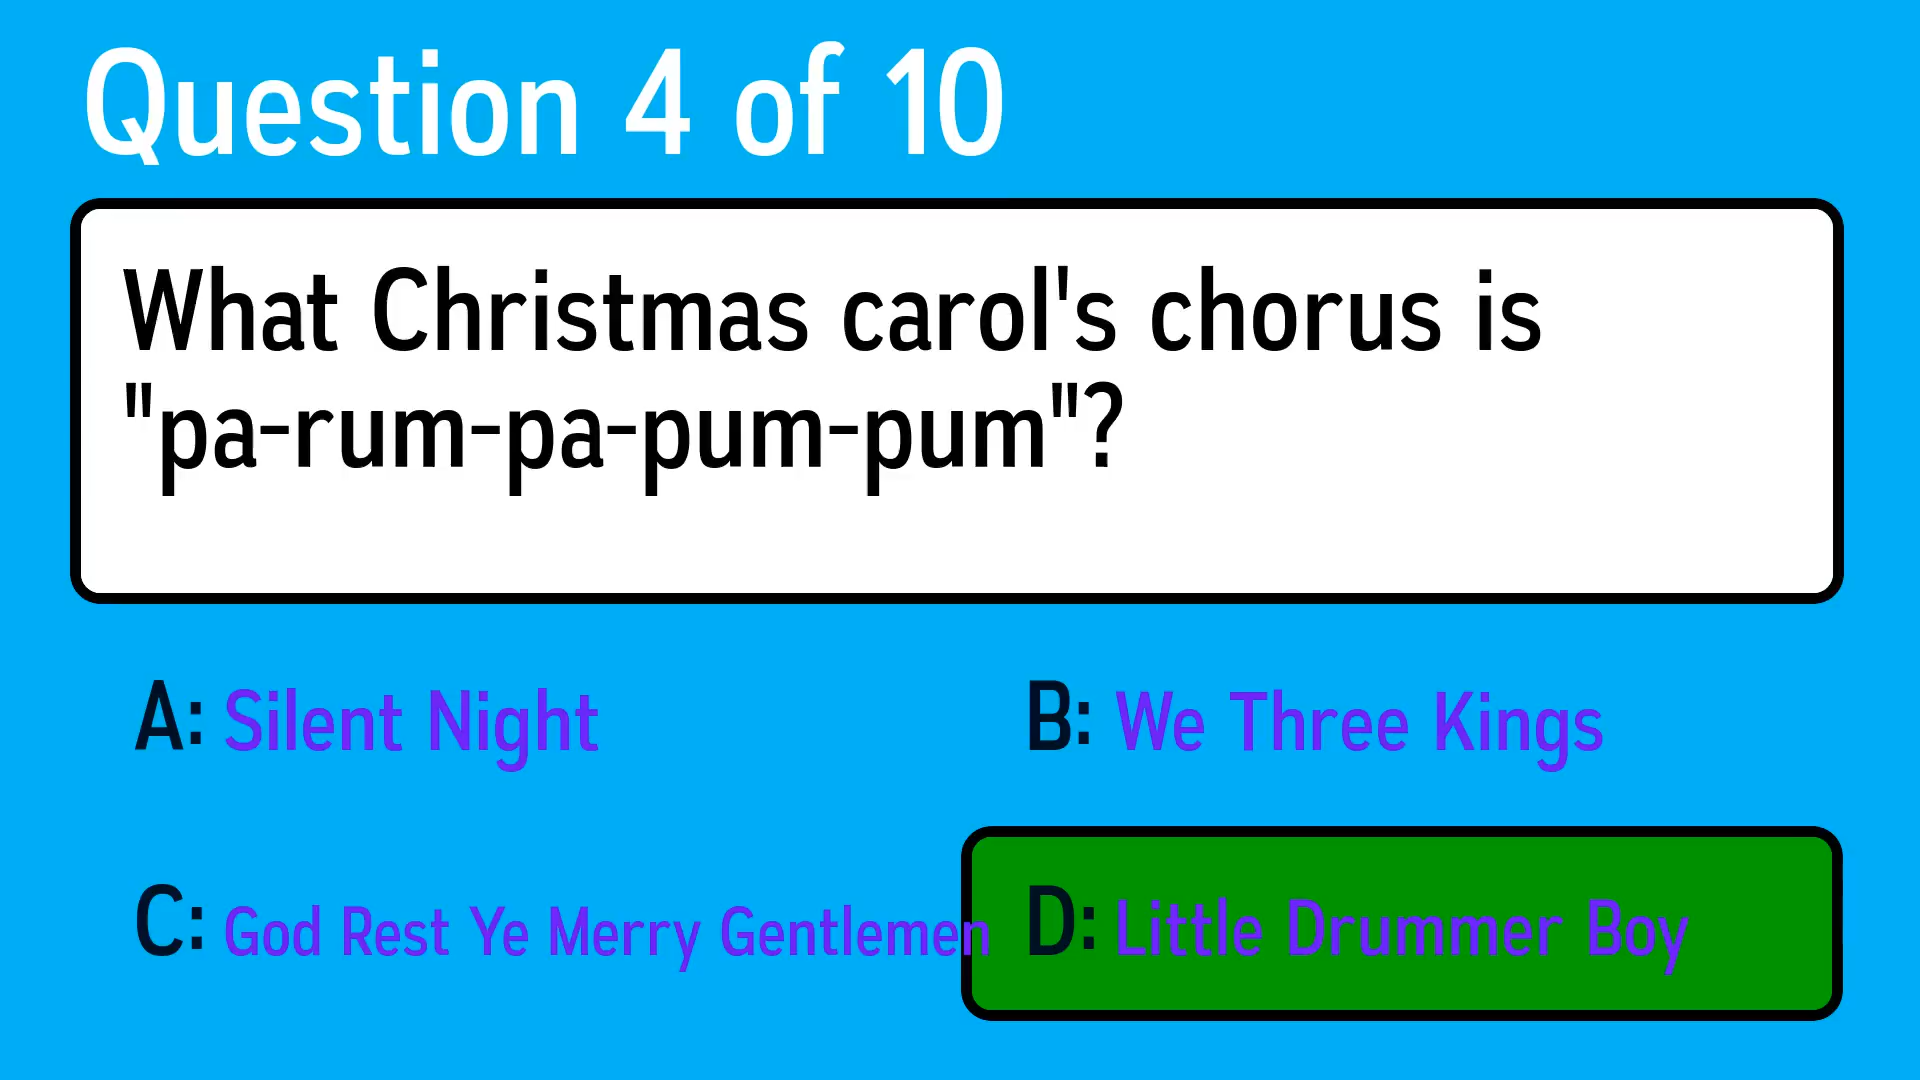 Question 4 of 10
What Christmas carol's chorus is
"pa-rum-pa-pum-pum"?
A: Silent Night
B: We Three Kings
C: God Rest Ye Merry Gentlemen
D: Little Drummer Boy